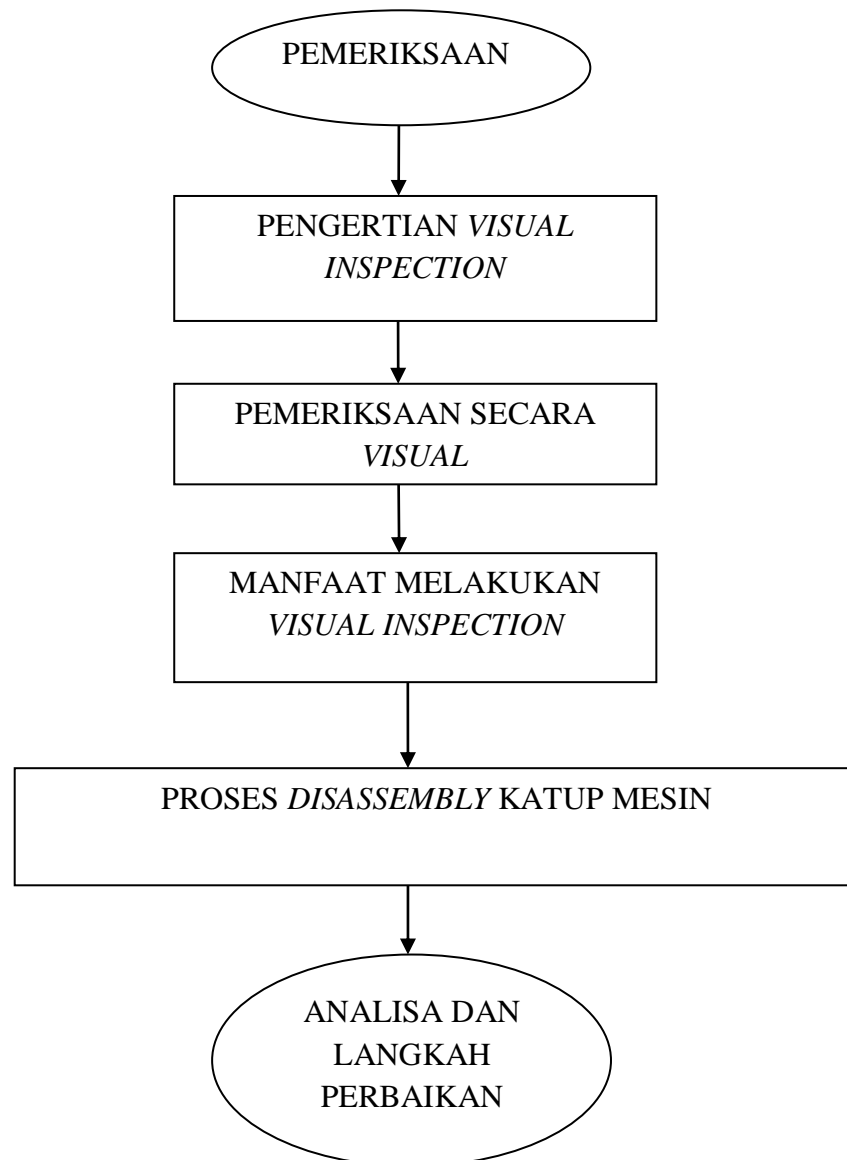 PEMERIKSAAN
PENGERTIAN VISUAL
INSPECTION
PEMERIKSAAN SECARA
VISUAL
MANFAAT MELAKUKAN
VISUAL INSPECTION
PROSES DISASSEMBLY KATUP MESIN
ANALISA DAN
LANGKAH
PERBAIKAN